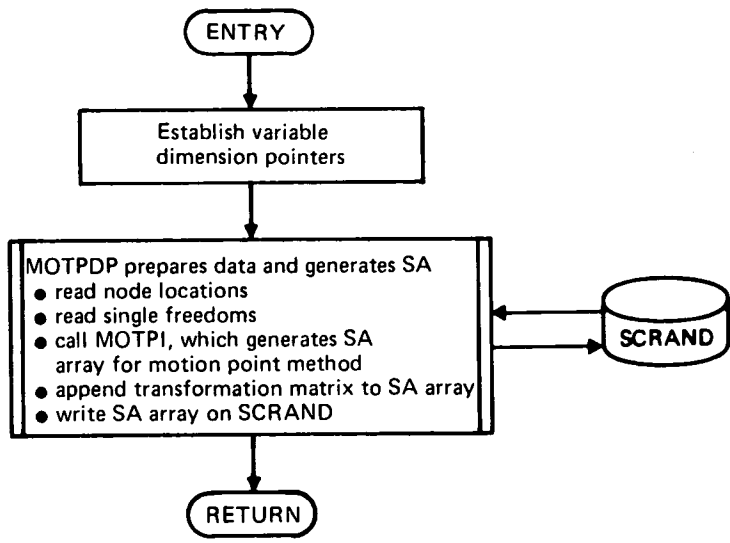 ENTRY
Establish variable
dimension pointers
MOTPDP prepares data and generates SA
● read node locations
● read single freedoms
● call MOTPI, which generates SA
array for motion point method
● append transformation matrix to SA array
● write SA array on SCRAND
SCRAND
RETURN